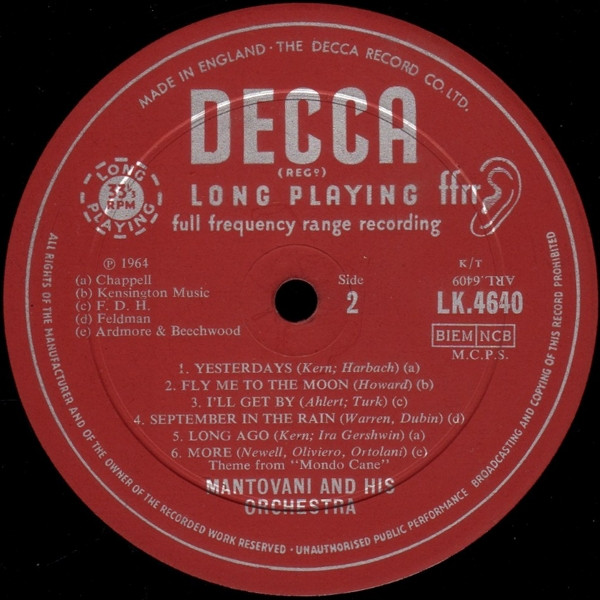 MADE IN ENGLAND · THE DECCA RECORD CO. LTD.
DECCA
(REGD)
LONG PLAYING ffrr
full frequency range recording
LONG PLAYING
33⅓
RPM
Ⓟ 1964
(a) Chappell
(b) Kensington Music
(c) F. D. H.
(d) Feldman
(e) Ardmore & Beechwood
Side
2
K/T
ARL.6409
LK.4640
BIEM NCB
M.C.P.S.
1. YESTERDAYS (Kern; Harbach) (a)
2. FLY ME TO THE MOON (Howard) (b)
3. I'LL GET BY (Ahlert; Turk) (c)
4. SEPTEMBER IN THE RAIN (Warren, Dubin) (d)
5. LONG AGO (Kern; Ira Gershwin) (a)
6. MORE (Newell, Oliviero, Ortolani) (e)
Theme from "Mondo Cane"
MANTOVANI AND HIS
ORCHESTRA
ALL RIGHTS OF THE MANUFACTURER AND OF THE OWNER OF THE RECORDED WORK RESERVED · UNAUTHORISED PUBLIC PERFORMANCE BROADCASTING AND COPYING OF THIS RECORD PROHIBITED